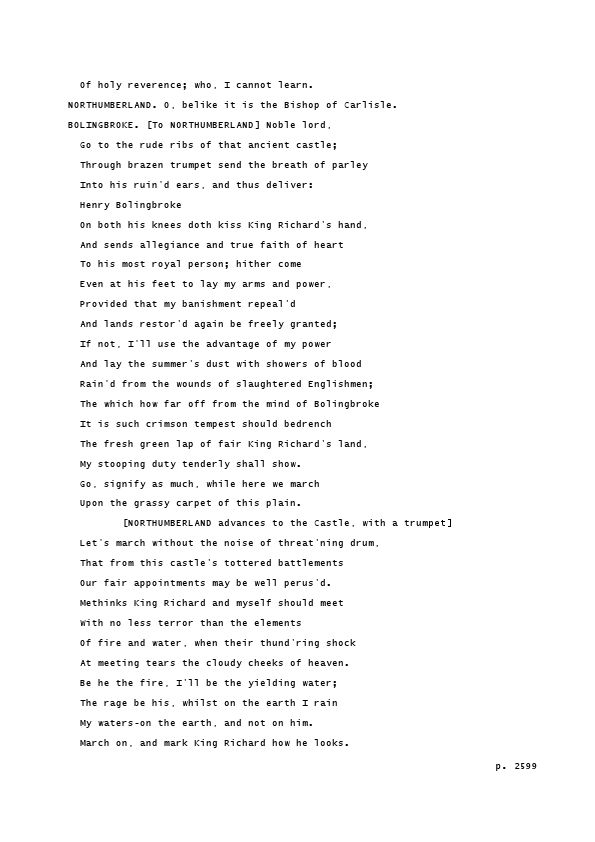 Of holy reverence; who, I cannot learn.
NORTHUMBERLAND. O, belike it is the Bishop of Carlisle.
BOLINGBROKE. [To NORTHUMBERLAND] Noble lord,
Go to the rude ribs of that ancient castle;
Through brazen trumpet send the breath of parley
Into his ruin'd ears, and thus deliver:
Henry Bolingbroke
On both his knees doth kiss King Richard's hand,
And sends allegiance and true faith of heart
To his most royal person; hither come
Even at his feet to lay my arms and power,
Provided that my banishment repeal'd
And lands restor'd again be freely granted;
If not, I'll use the advantage of my power
And lay the summer's dust with showers of blood
Rain'd from the wounds of slaughtered Englishmen;
The which how far off from the mind of Bolingbroke
It is such crimson tempest should bedrench
The fresh green lap of fair King Richard's land,
My stooping duty tenderly shall show.
Go, signify as much, while here we march
Upon the grassy carpet of this plain.
[NORTHUMBERLAND advances to the Castle, with a trumpet]
Let's march without the noise of threat'ning drum,
That from this castle's tottered battlements
Our fair appointments may be well perus'd.
Methinks King Richard and myself should meet
With no less terror than the elements
Of fire and water, when their thund'ring shock
At meeting tears the cloudy cheeks of heaven.
Be he the fire, I'll be the yielding water;
The rage be his, whilst on the earth I rain
My waters-on the earth, and not on him.
March on, and mark King Richard how he looks.
p. 2599